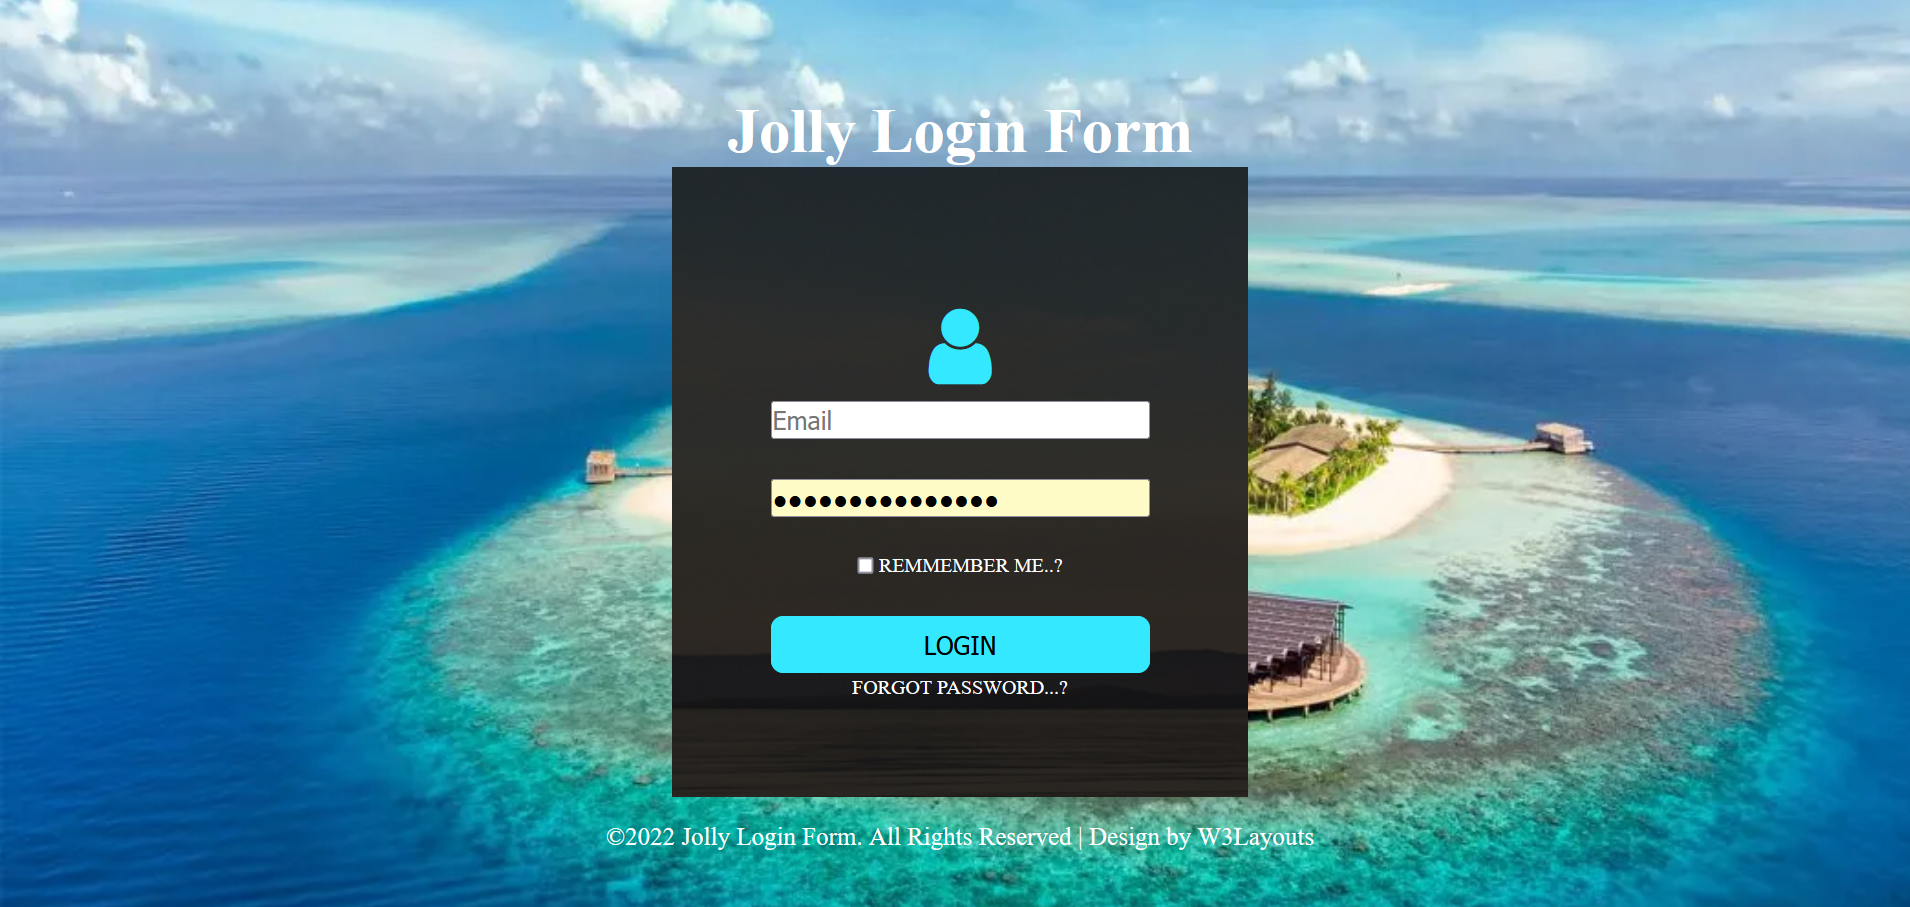 Jolly Login Form
Email
●●●●●●●●●●●●●●●
REMMEMBER ME..?
LOGIN
FORGOT PASSWORD...?
©2022 Jolly Login Form. All Rights Reserved | Design by W3Layouts